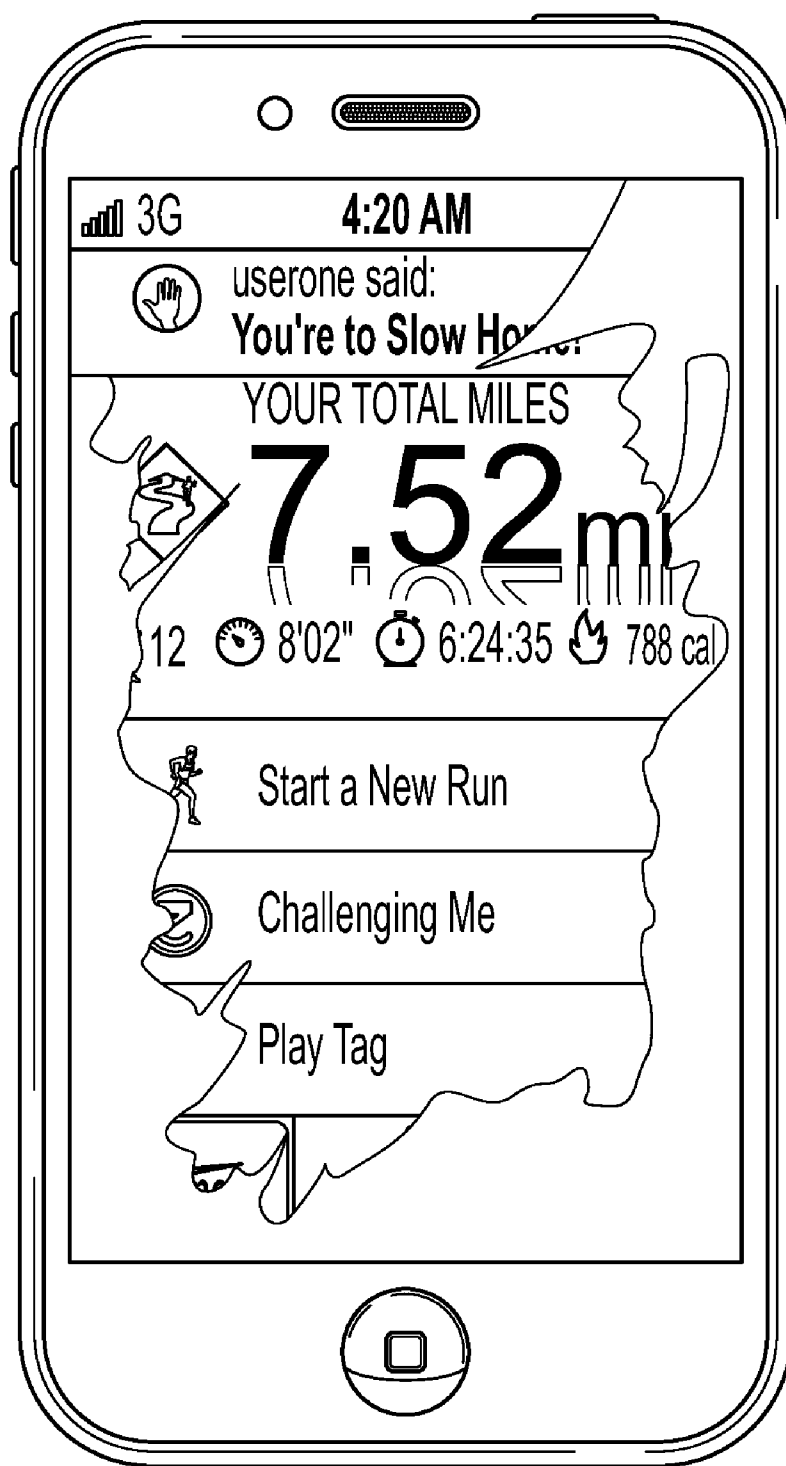 3G 4:20 AM
userone said:
You're to Slow
YOUR TOTAL MILES
7.52mi
12 8'02" 6:24:35 788 cal
Start a New Run
Challenging Me
Play Tag